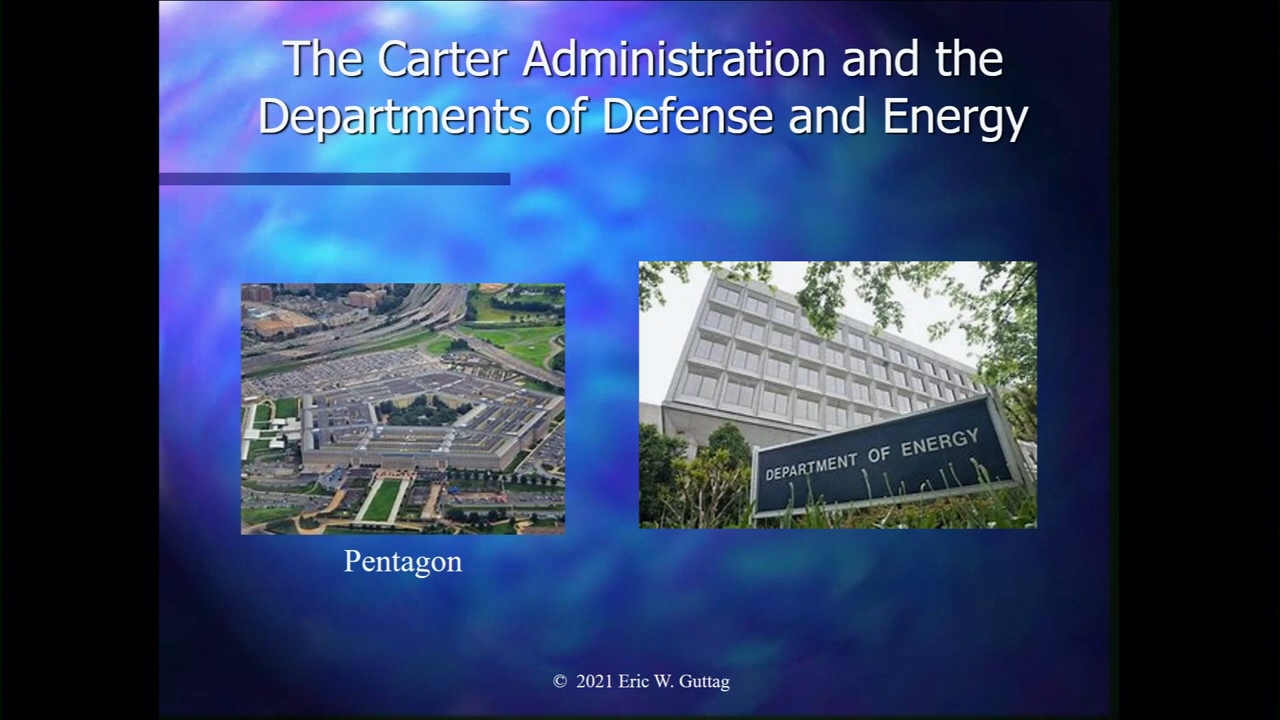 The Carter Administration and the
Departments of Defense and Energy
DEPARTMENT OF ENERGY
Pentagon
© 2021 Eric W. Guttag